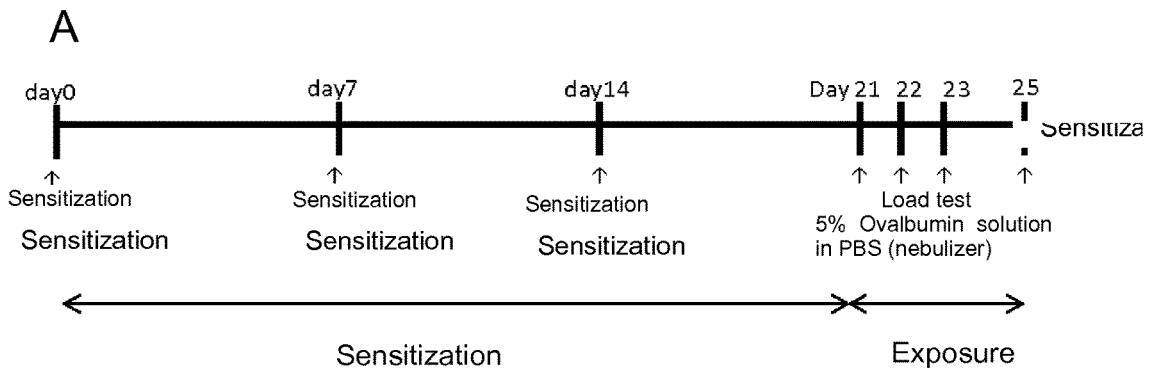 A
day0 day7 day14 Day 21 22 23 25
Sensitiza
Sensitization Sensitization Sensitization Load test
Sensitization Sensitization Sensitization 5% Ovalbumin solution
in PBS (nebulizer)
Sensitization Exposure